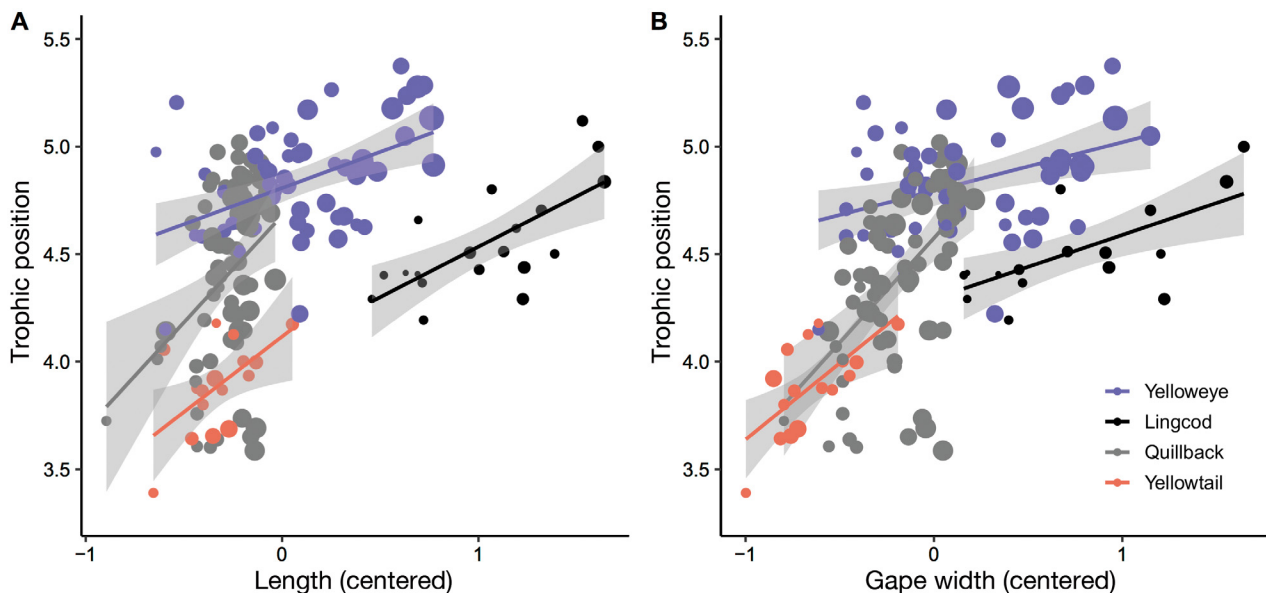 A
5.5
5.0
4.5
4.0
3.5
Trophic position
−1
0
1
Length (centered)
B
5.5
5.0
4.5
4.0
3.5
Trophic position
−1
0
1
Gape width (centered)
Yelloweye
Lingcod
Quillback
Yellowtail